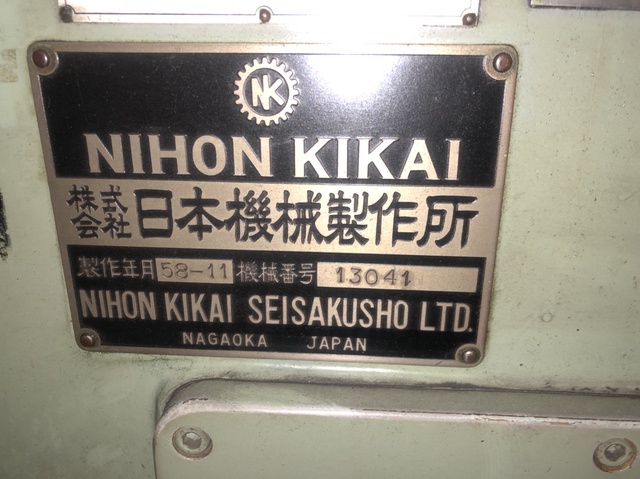 NK
NIHON KIKAI
株式会社 日本機械製作所
製作年月 58-11 機械番号 13041
NIHON KIKAI SEISAKUSHO LTD.
NAGAOKA JAPAN